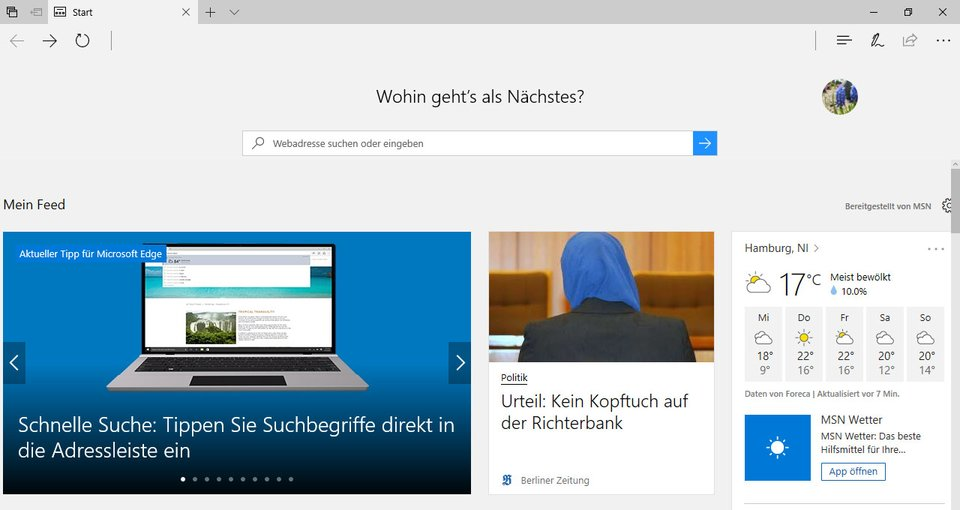 Start
Wohin geht's als Nächstes?
Webadresse suchen oder eingeben
Mein Feed
Bereitgestellt von MSN
Aktueller Tipp für Microsoft Edge
Schnelle Suche: Tippen Sie Suchbegriffe direkt in
die Adressleiste ein
Politik
Urteil: Kein Kopftuch auf
der Richterbank
Berliner Zeitung
Hamburg, NI
17°C
Meist bewölkt
10.0%
Mi Do Fr Sa So
18° 22° 22° 20° 20°
9° 16° 16° 12° 14°
Daten von Foreca | Aktualisiert vor 7 Min.
MSN Wetter
MSN Wetter: Das beste
Hilfsmittel für Ihre...
App öffnen